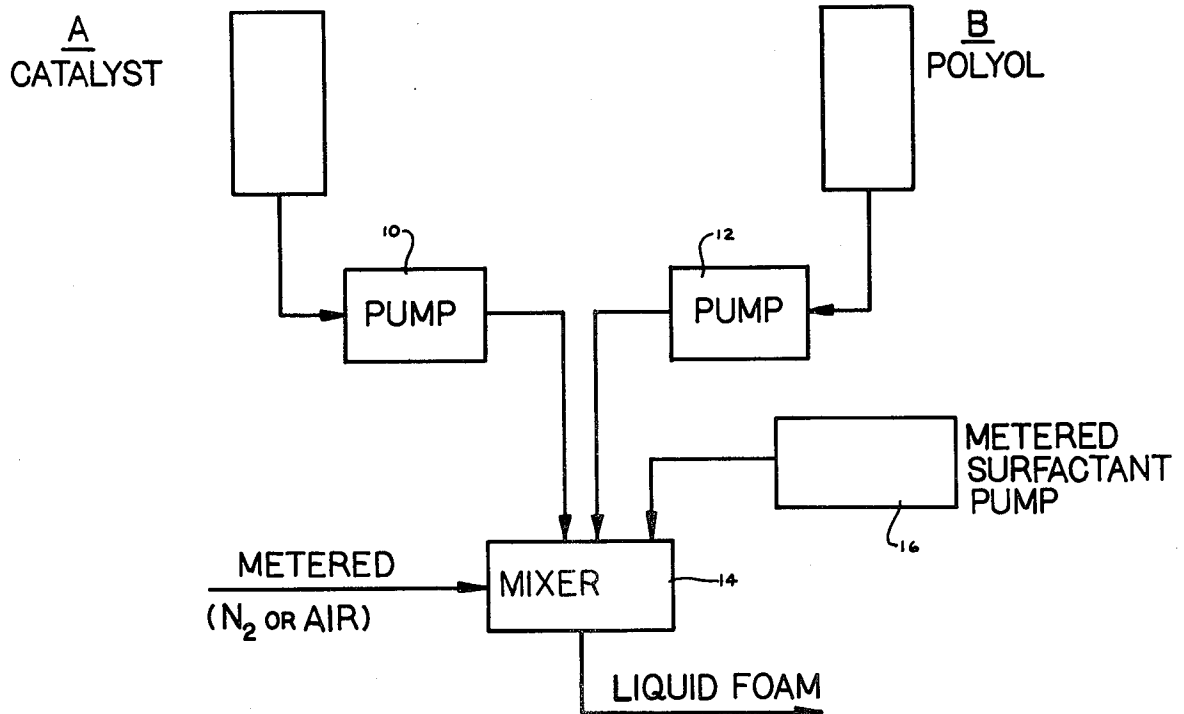 A
CATALYST
B
POLYOL
10
PUMP
12
PUMP
METERED
SURFACTANT
PUMP
16
METERED
(N₂ OR AIR)
MIXER
14
LIQUID FOAM